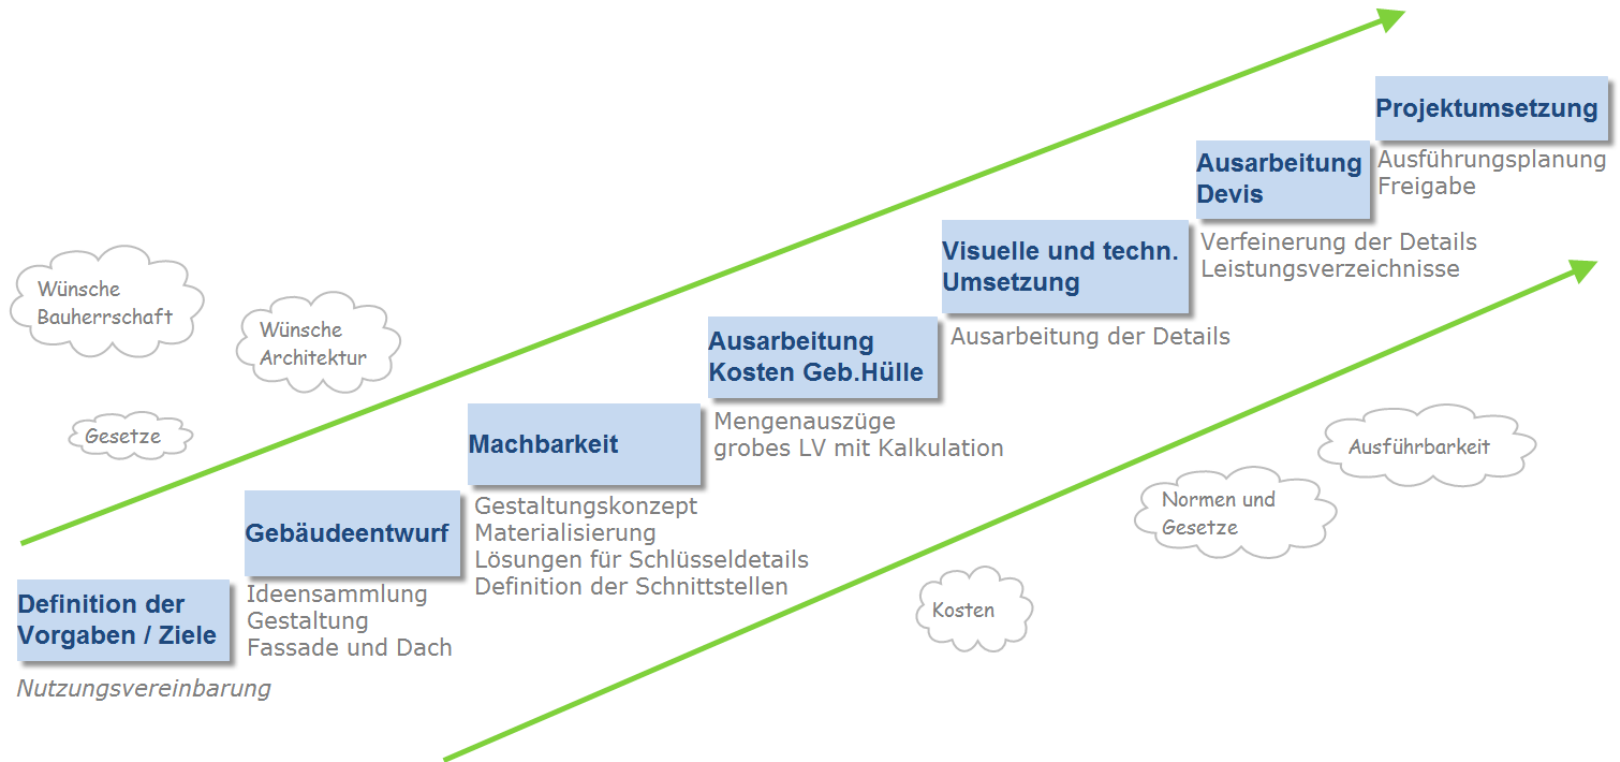 Projektumsetzung
Ausführungsplanung
Freigabe
Ausarbeitung
Devis
Verfeinerung der Details
Leistungsverzeichnisse
Visuelle und techn.
Umsetzung
Ausarbeitung der Details
Ausarbeitung
Kosten Geb.Hülle
Mengenauszüge
grobes LV mit Kalkulation
Machbarkeit
Gestaltungskonzept
Materialisierung
Lösungen für Schlüsseldetails
Definition der Schnittstellen
Gebäudeentwurf
Ideensammlung
Gestaltung
Fassade und Dach
Definition der
Vorgaben / Ziele
Nutzungsvereinbarung
Wünsche
Bauherrschaft
Wünsche
Architektur
Gesetze
Kosten
Normen und
Gesetze
Ausführbarkeit